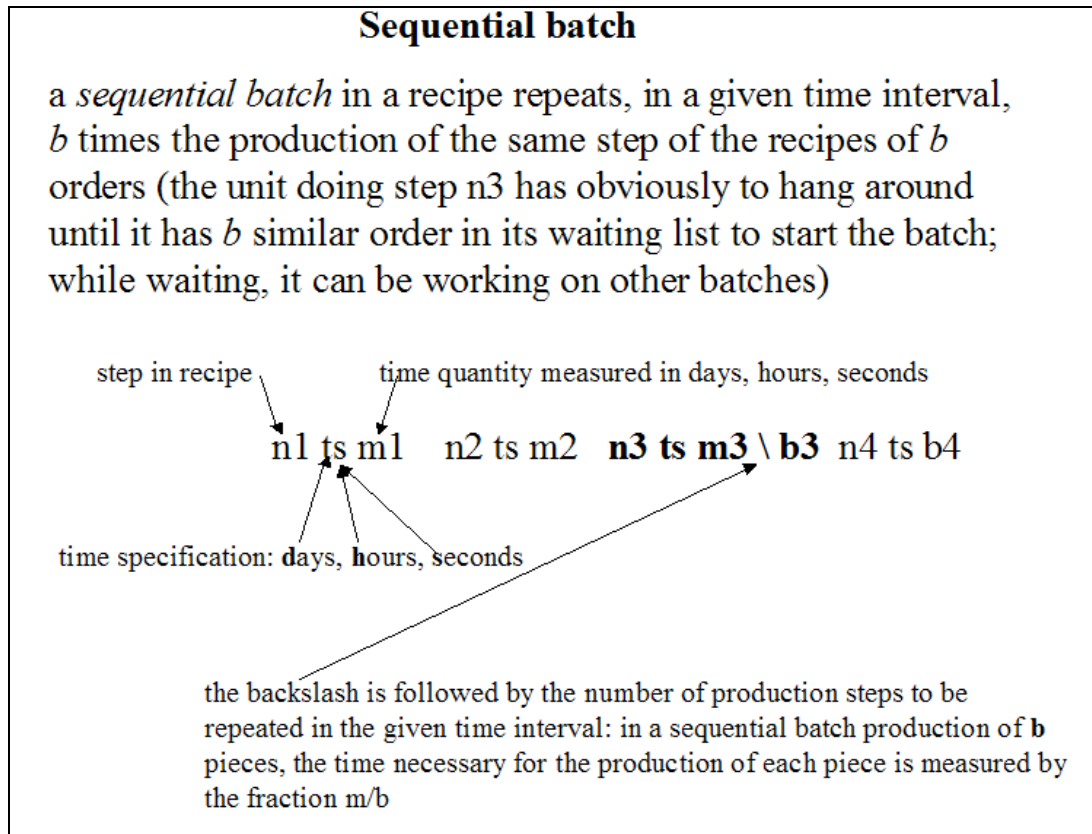 Sequential batch
a sequential batch in a recipe repeats, in a given time interval,
b times the production of the same step of the recipes of b
orders (the unit doing step n3 has obviously to hang around
until it has b similar order in its waiting list to start the batch;
while waiting, it can be working on other batches)
step in recipe
time quantity measured in days, hours, seconds
n1 ts m1 n2 ts m2 n3 ts m3 \ b3 n4 ts b4
time specification: days, hours, seconds
the backslash is followed by the number of production steps to be
repeated in the given time interval: in a sequential batch production of b
pieces, the time necessary for the production of each piece is measured by
the fraction m/b